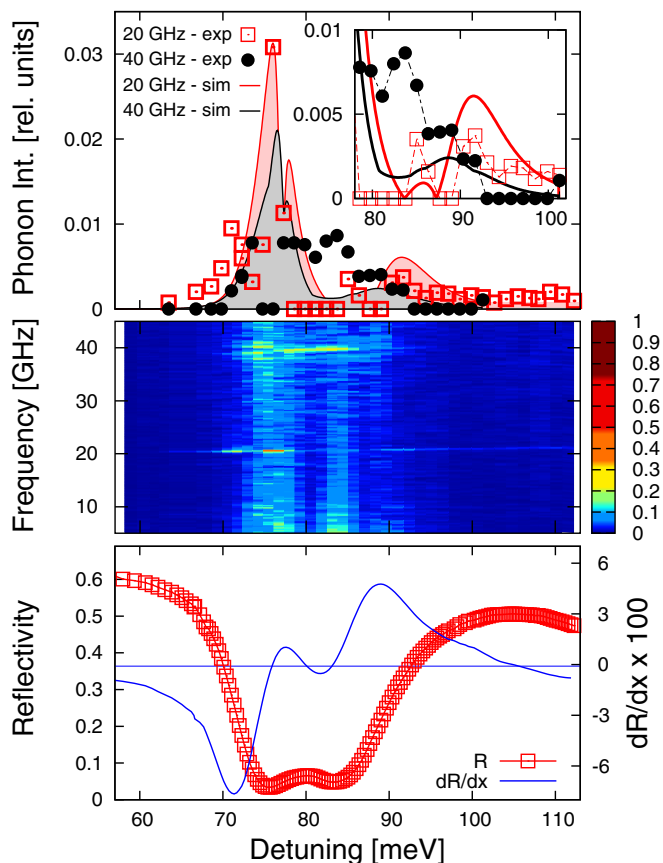 Phonon Int. [rel. units]
0.03
0.02
0.01
0
20 GHz - exp
40 GHz - exp
20 GHz - sim
40 GHz - sim
0.01
0.005
0
80 90 100
Frequency [GHz]
40
30
20
10
1
0.9
0.8
0.7
0.6
0.5
0.4
0.3
0.2
0.1
0
Reflectivity
0.6
0.5
0.4
0.3
0.2
0.1
0
6
3
0
-3
-6
dR/dx x 100
R
dR/dx
60 70 80 90 100 110
Detuning [meV]